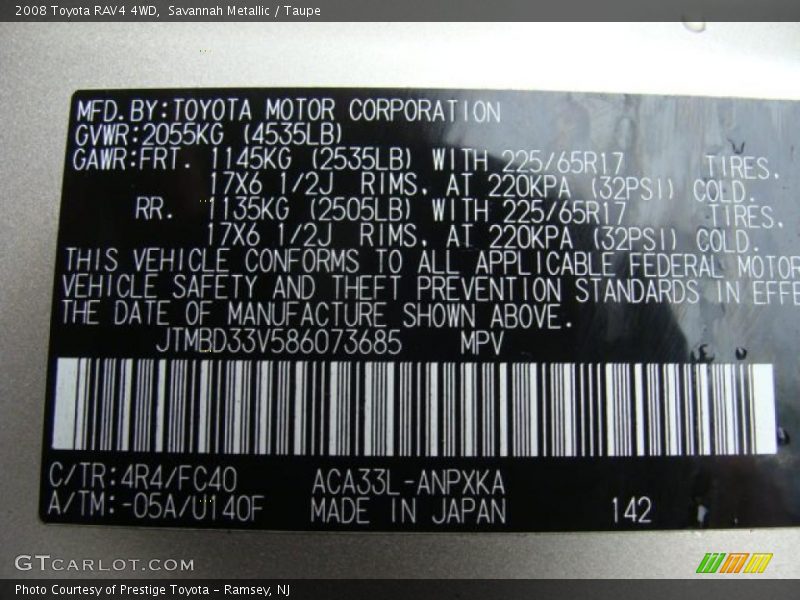 2008 Toyota RAV4 4WD,  Savannah Metallic / Taupe
MFD.BY:TOYOTA MOTOR CORPORATION
GVWR:2055KG (4535LB)
GAWR:FRT. 1145KG (2535LB) WITH 225/65R17 TIRES.
17X6 1/2J RIMS. AT 220KPA (32PSI) COLD.
RR. 1135KG (2505LB) WITH 225/65R17 TIRES.
17X6 1/2J RIMS. AT 220KPA (32PSI) COLD.
THIS VEHICLE CONFORMS TO ALL APPLICABLE FEDERAL MOTOR
VEHICLE SAFETY AND THEFT PREVENTION STANDARDS IN EFFE
THE DATE OF MANUFACTURE SHOWN ABOVE.
JTMBD33V586073685 MPV
C/TR:4R4/FC40 ACA33L-ANPXKA
A/TM:-05A/U140F MADE IN JAPAN 142
GTCARLOT.COM
Photo Courtesy of Prestige Toyota - Ramsey, NJ